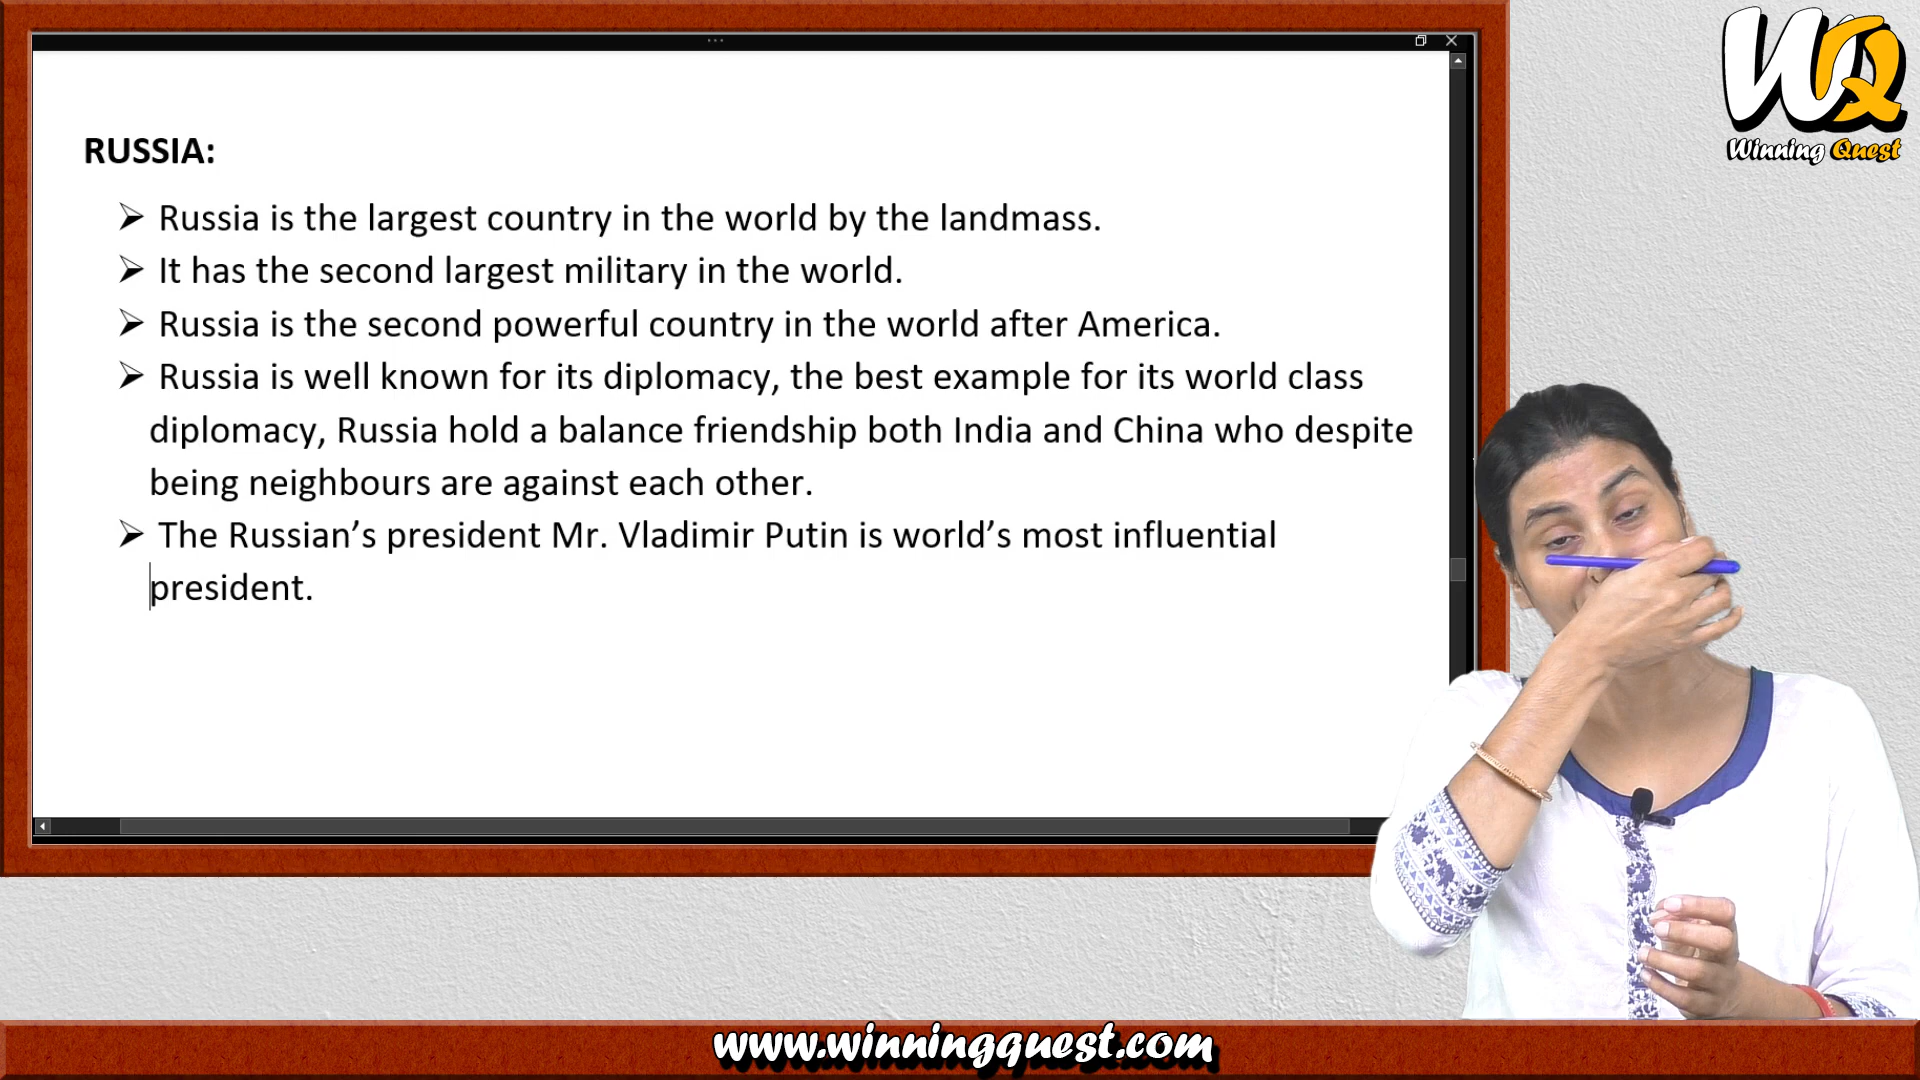 RUSSIA:
➢ Russia is the largest country in the world by the landmass.
➢ It has the second largest military in the world.
➢ Russia is the second powerful country in the world after America.
➢ Russia is well known for its diplomacy, the best example for its world class
diplomacy, Russia hold a balance friendship both India and China who despite
being neighbours are against each other.
➢ The Russian’s president Mr. Vladimir Putin is world’s most influential
president.
WQ
Winning Quest
www.winningquest.com